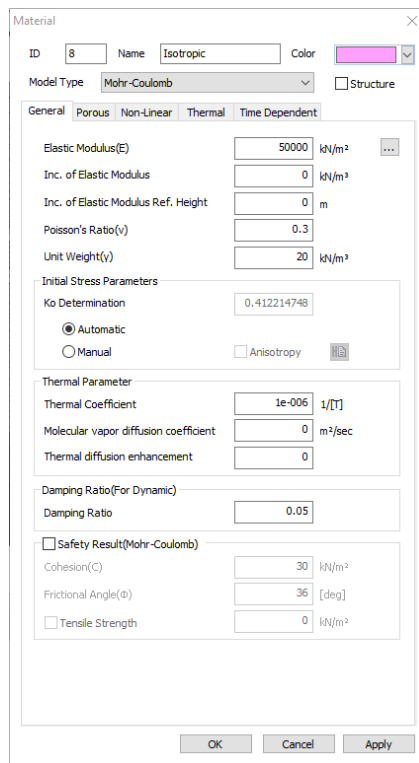 Material
ID 8 Name Isotropic Color
Model Type Mohr-Coulomb Structure
General Porous Non-Linear Thermal Time Dependent
Elastic Modulus(E) 50000 kN/m² ...
Inc. of Elastic Modulus 0 kN/m³
Inc. of Elastic Modulus Ref. Height 0 m
Poisson's Ratio(ν) 0.3
Unit Weight(γ) 20 kN/m³
Initial Stress Parameters
Ko Determination 0.412214748
Automatic
Manual Anisotropy
Thermal Parameter
Thermal Coefficient 1e-006 1/[T]
Molecular vapor diffusion coefficient 0 m²/sec
Thermal diffusion enhancement 0
Damping Ratio(For Dynamic)
Damping Ratio 0.05
Safety Result(Mohr-Coulomb)
Cohesion(C) 30 kN/m²
Frictional Angle(Φ) 36 [deg]
Tensile Strength 0 kN/m²
OK Cancel Apply